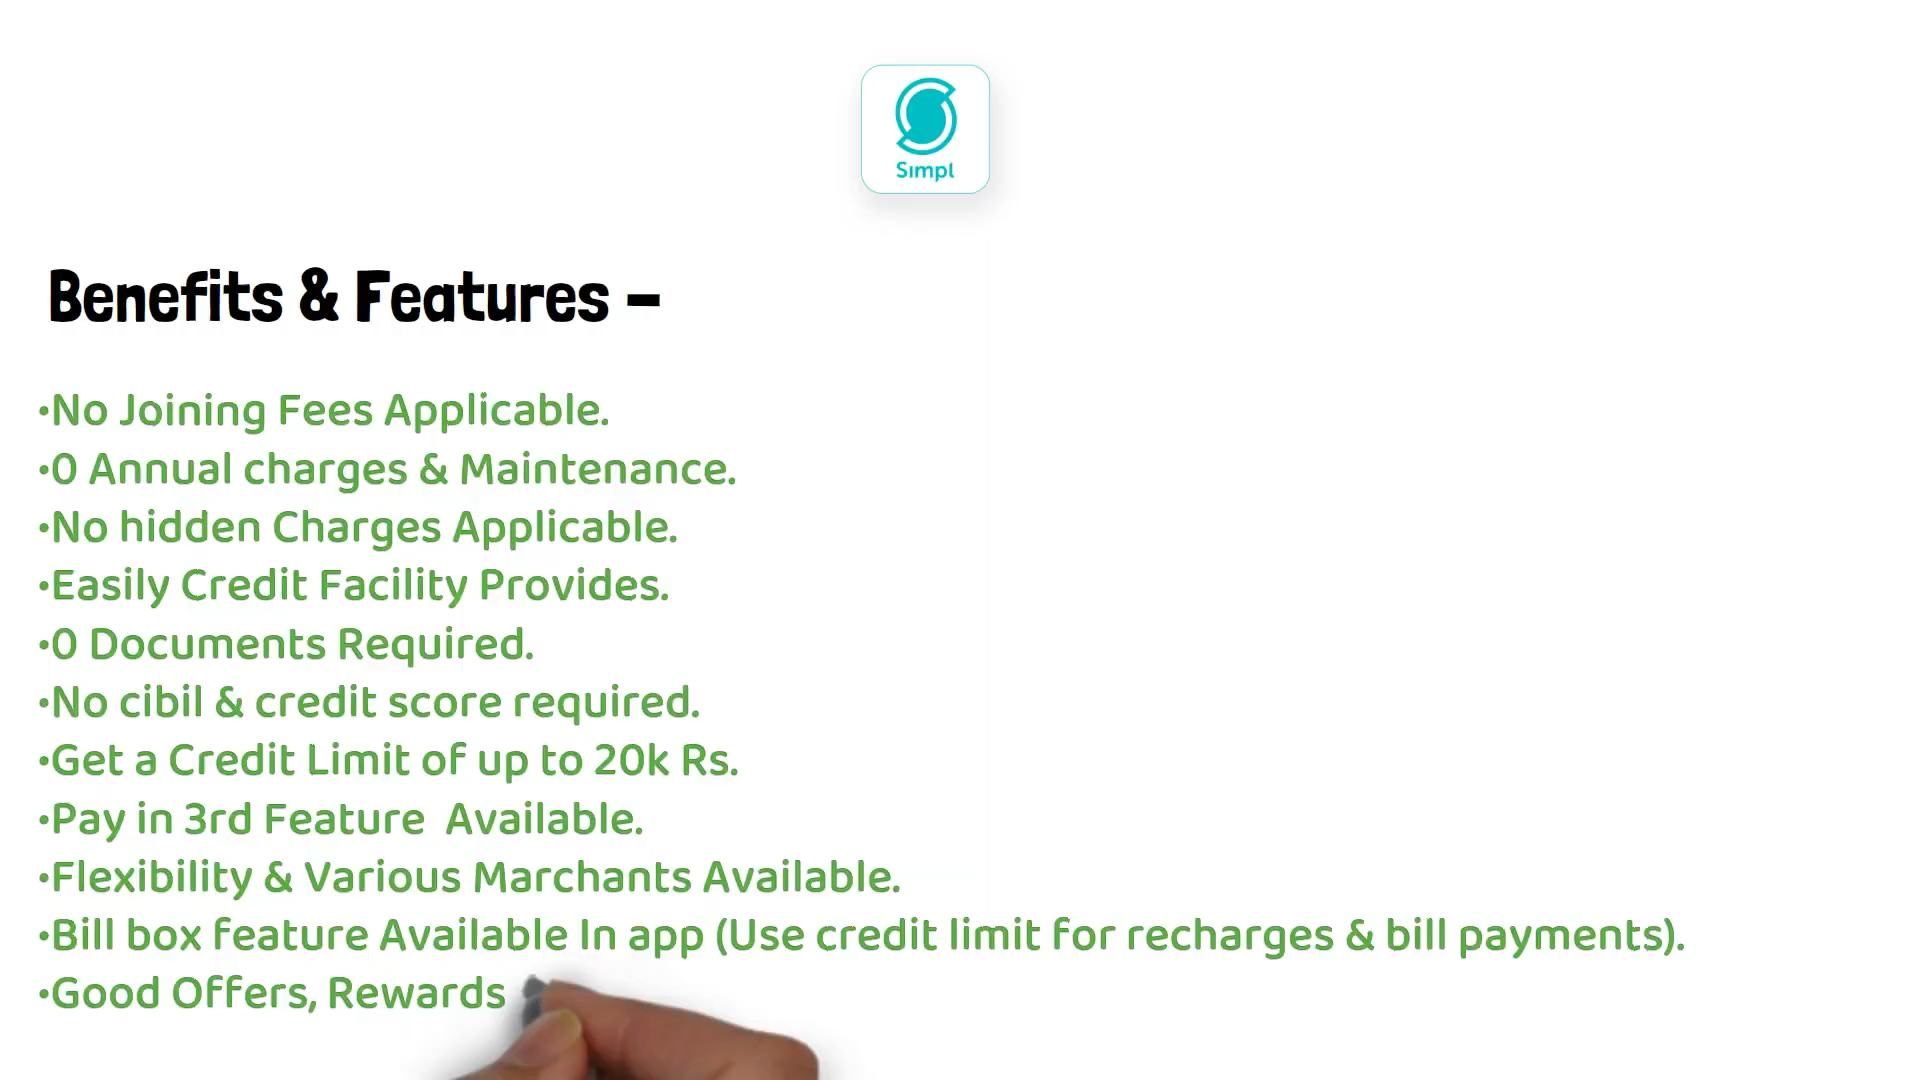 Simpl
Benefits & Features -
•No Joining Fees Applicable.
•0 Annual charges & Maintenance.
•No hidden Charges Applicable.
•Easily Credit Facility Provides.
•0 Documents Required.
•No cibil & credit score required.
•Get a Credit Limit of up to 20k Rs.
•Pay in 3rd Feature  Available.
•Flexibility & Various Marchants Available.
•Bill box feature Available In app (Use credit limit for recharges & bill payments).
•Good Offers, Rewards